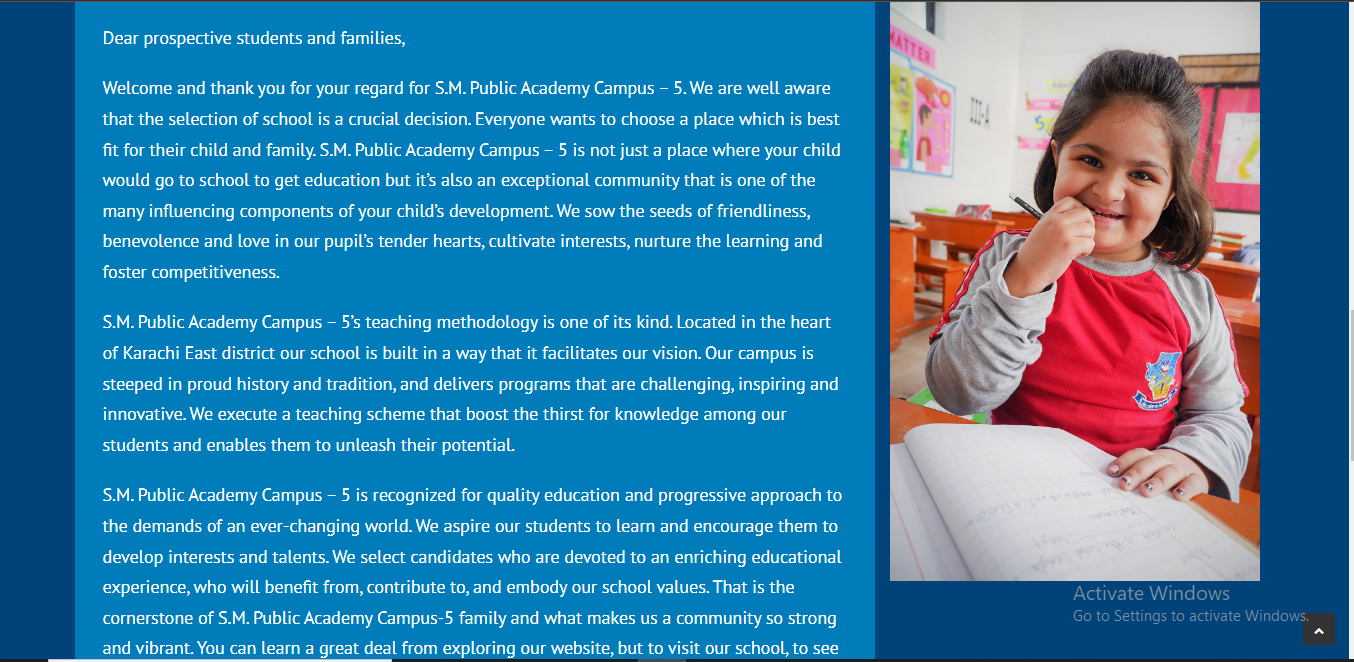 Dear prospective students and families,
Welcome and thank you for your regard for S.M. Public Academy Campus – 5. We are well aware
that the selection of school is a crucial decision. Everyone wants to choose a place which is best
fit for their child and family. S.M. Public Academy Campus – 5 is not just a place where your child
would go to school to get education but it's also an exceptional community that is one of the
many influencing components of your child's development. We sow the seeds of friendliness,
benevolence and love in our pupil's tender hearts, cultivate interests, nurture the learning and
foster competitiveness.
S.M. Public Academy Campus – 5's teaching methodology is one of its kind. Located in the heart
of Karachi East district our school is built in a way that it facilitates our vision. Our campus is
steeped in proud history and tradition, and delivers programs that are challenging, inspiring and
innovative. We execute a teaching scheme that boost the thirst for knowledge among our
students and enables them to unleash their potential.
S.M. Public Academy Campus – 5 is recognized for quality education and progressive approach to
the demands of an ever-changing world. We aspire our students to learn and encourage them to
develop interests and talents. We select candidates who are devoted to an enriching educational
experience, who will benefit from, contribute to, and embody our school values. That is the
cornerstone of S.M. Public Academy Campus-5 family and what makes us a community so strong
and vibrant. You can learn a great deal from exploring our website, but to visit our school, to see
MATTER
III-A
Activate Windows
Go to Settings to activate Windows.